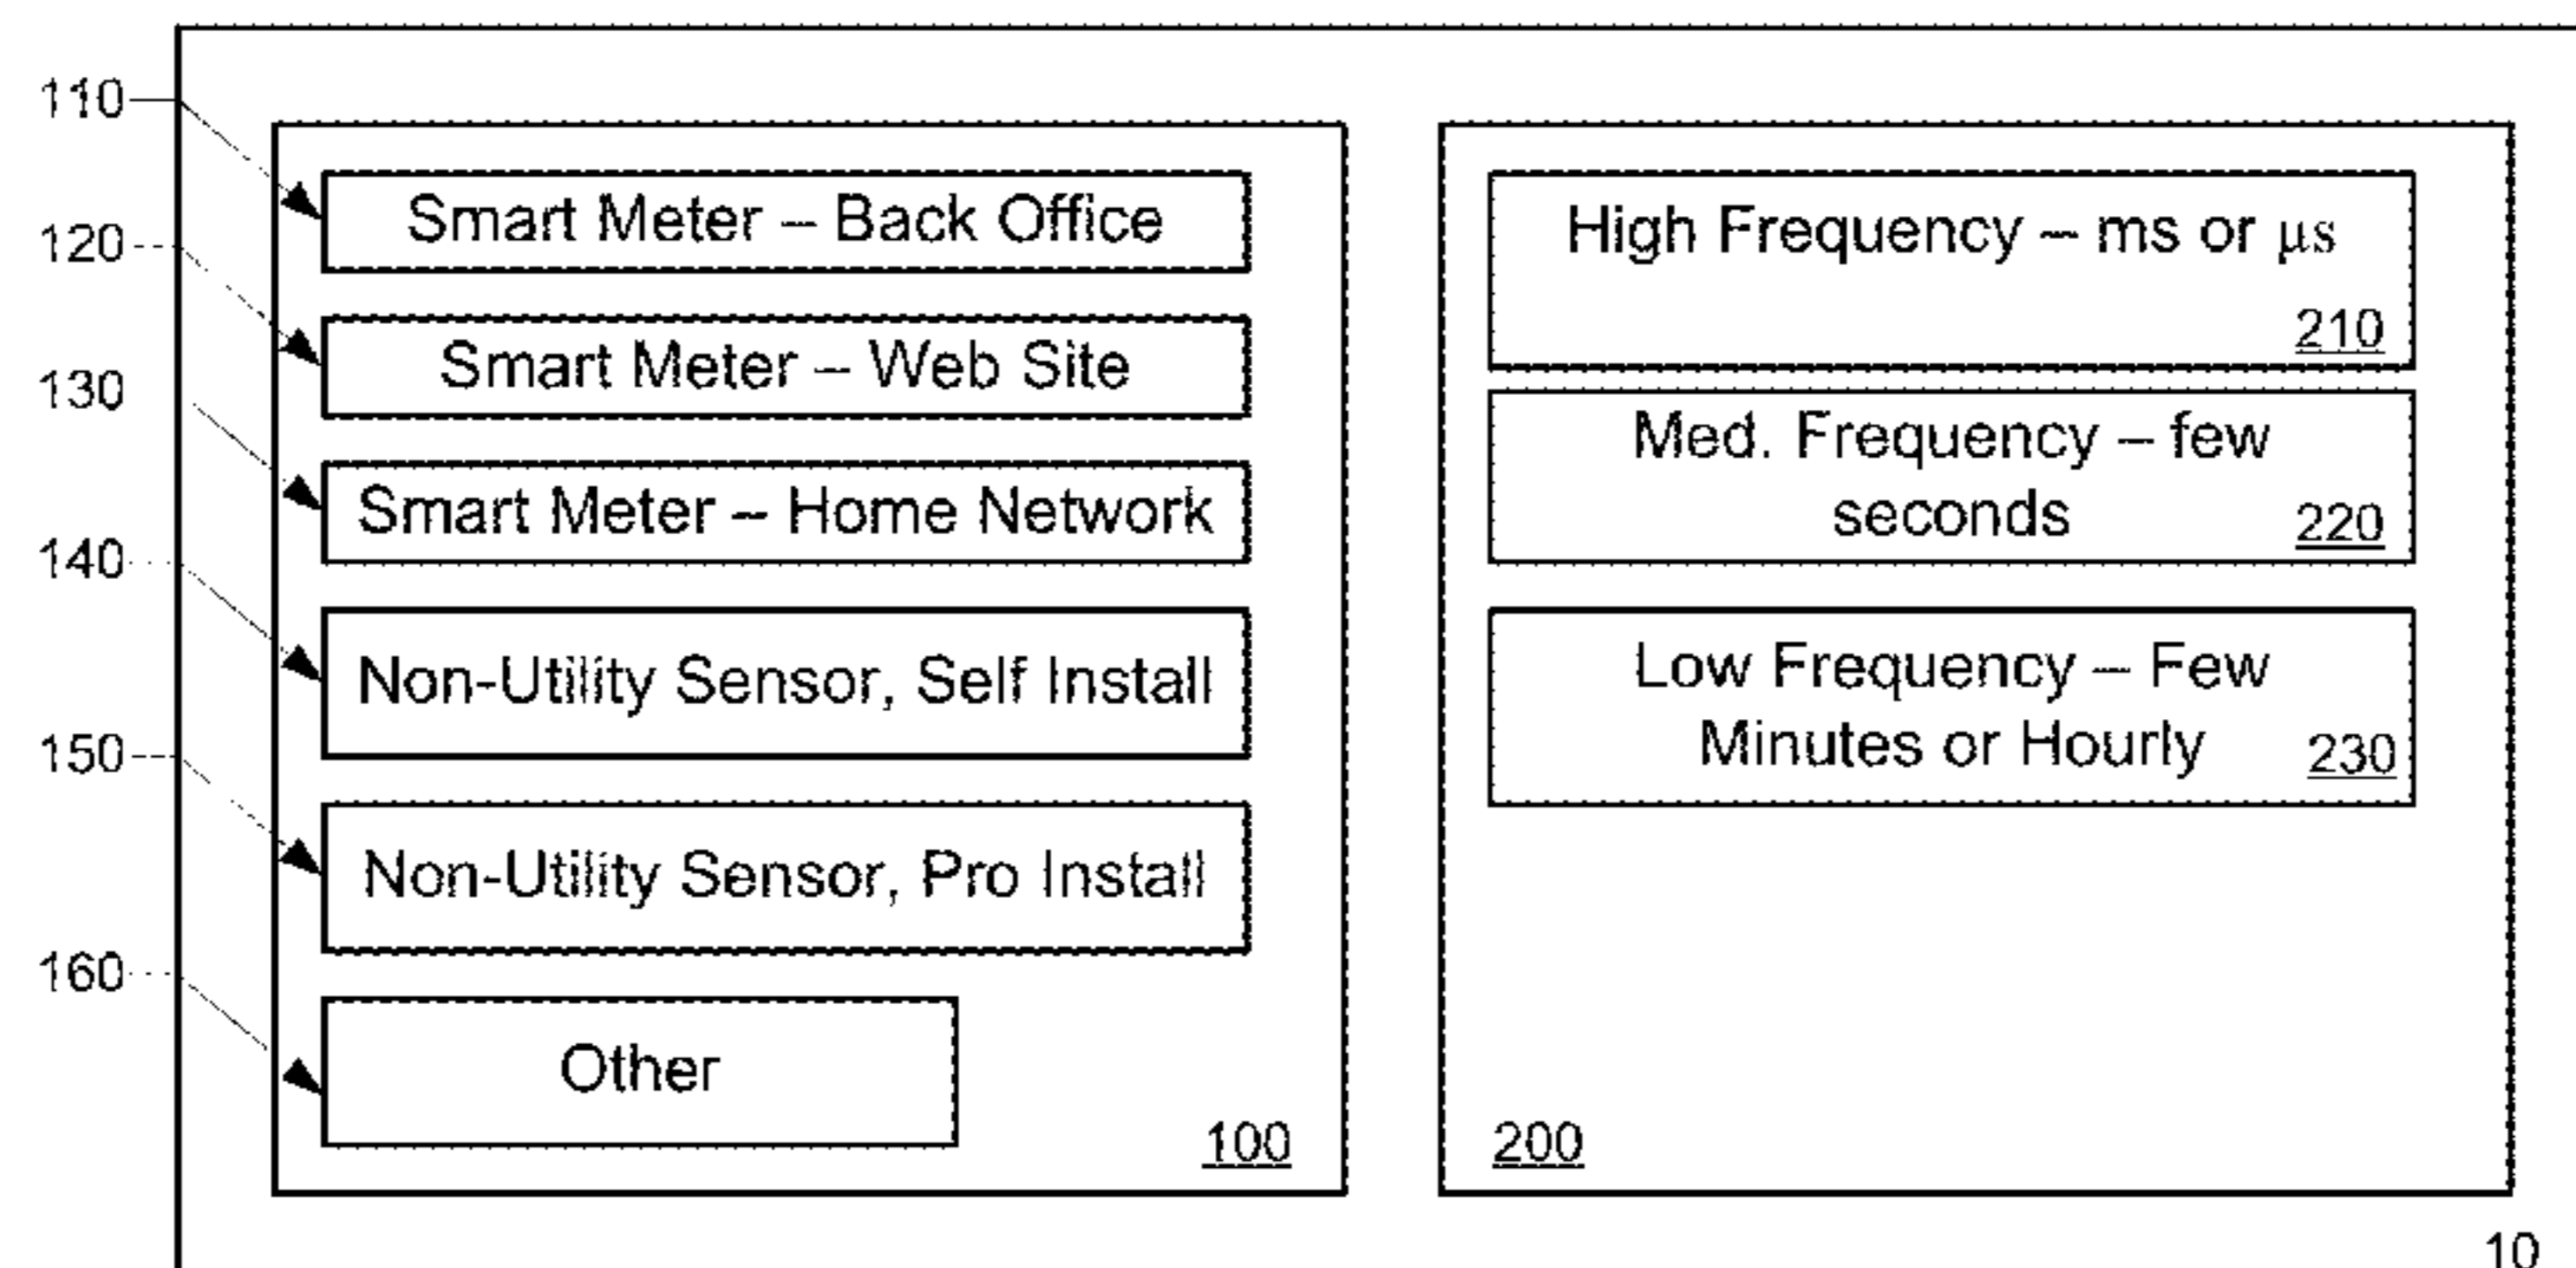 110
Smart Meter – Back Office
120
Smart Meter – Web Site
130
Smart Meter – Home Network
140
Non-Utility Sensor, Self Install
150
Non-Utility Sensor, Pro Install
160
Other
100
High Frequency – ms or µs
210
Med. Frequency – few
seconds
220
Low Frequency – Few
Minutes or Hourly
230
200
10